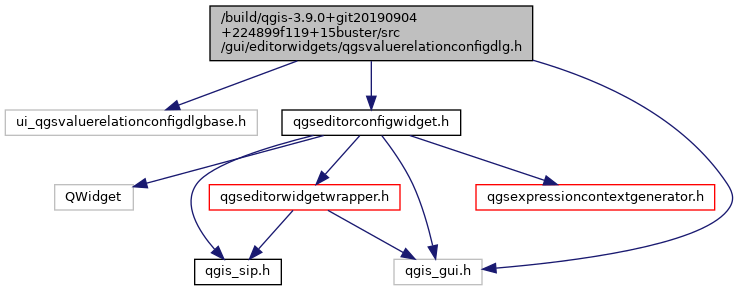 /build/qgis-3.9.0+git20190904
+224899f119+15buster/src
/gui/editorwidgets/qgsvaluerelationconfigdlg.h
ui_qgsvaluerelationconfigdlgbase.h
qgseditorconfigwidget.h
QWidget
qgseditorwidgetwrapper.h
qgsexpressioncontextgenerator.h
qgis_sip.h
qgis_gui.h